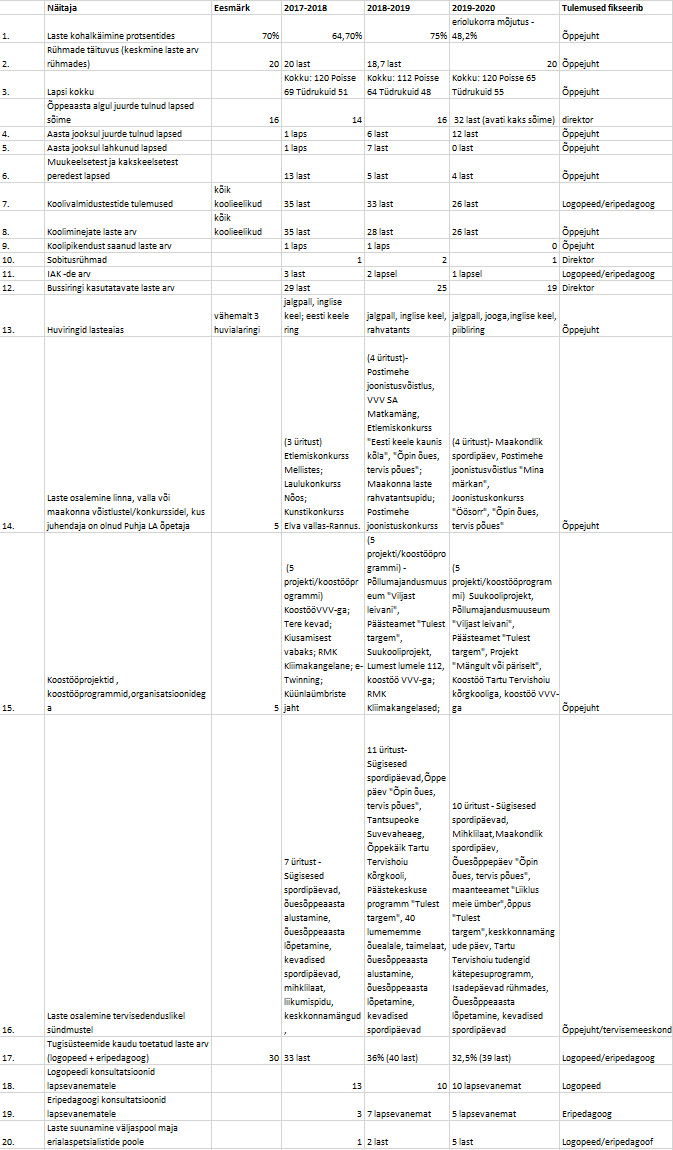 Näitaja Eesmärk 2017-2018 2018-2019 2019-2020 Tulemused fikseerib
eriolukorra mõjutus -
1. Laste kohalkäimine protsentides 70% 64,70% 75% 48,2% Õppejuht
Rühmade täituvus (keskmine laste arv
2. rühmades) 20 20 last 18,7 last 20 Õppejuht
Kokku: 120 Poisse Kokku: 112 Poisse Kokku: 120 Poisse 65
3. Lapsi kokku 69 Tüdrukuid 51 64 Tüdrukuid 48 Tüdrukuid 55 Õppejuht
Õppeaasta algul juurde tulnud lapsed
sõime 16 14 16 32 last (avati kaks sõime) direktor
4. Aasta jooksul juurde tulnud lapsed 1 laps 6 last 12 last Õppejuht
5. Aasta jooksul lahkunud lapsed 1 laps 7 last 0 last Õppejuht
Muukeelsetest ja kakskeelsetest
6. peredest lapsed 13 last 5 last 4 last Õppejuht
kõik
7. Koolivalmidustestide tulemused koolieelikud 35 last 33 last 26 last Logopeed/eripedagoog
kõik
8. Kooliminejate laste arv koolieelikud 35 last 28 last 26 last Õppejuht
9. Koolipikendust saanud laste arv 1 laps 1 laps 0 Õpejuht
10. Sobitusrühmad 1 2 1 Direktor
11. IAK -de arv 3 last 2 lapsel 1 lapsel Logopeed/eripedagoog
12. Bussiringi kasutatavate laste arv 29 last 25 19 Direktor
jalgpall, inglise
vähemalt 3 keel; eesti keele jalgpall, inglise keel, jalgpall, jooga,inglise keel,
13. Huviringid lasteaias huvialaringi ring rahvatants piibliring Õppejuht
(4 üritust)-
Postimehe
joonistusvõistlus,
VVV SA
Matkamäng,
Etlemiskonkurss
(3 üritust) "Eesti keele kaunis (4 üritust)- Maakondlik
Etlemiskonkurss kõla", "Õpin õues, spordipäev, Postimehe
Mellistes; tervis põues"; joonistusvõistlus "Mina
Laulukonkurss Maakonna laste märkan",
Laste osalemine linna, valla või Nõos; rahvatantsupidu; Joonistuskonkurss
maakonna võistlustel/konkurssidel, kus Kunstikonkurss Postimehe "Öösorr", "Õpin õues,
14. juhendaja on olnud Puhja LA õpetaja 5 Elva vallas-Rannus. joonistuskonkurss tervis põues" Õppejuht
(5
projekti/koostööpro
(5 grammi) - (5
projekti/koostööpr Põllumajandusmuus projekti/koostööprogram
ogrammi) eum "Viljast mi) Suukooliprojekt,
KoostööVVV-ga; leivani", Põllumajandusmuuseum
Tere kevad; Päästeamet "Tulest "Viljast leivani",
Kiusamisest targem", Päästeamet "Tulest
vabaks; RMK Suukooliprojekt, targem", Projekt
Kliimakangelane; e- Lumest lumele 112, "Mängult või päriselt",
Koostööprojektid , Twinning; koostöö VVV-ga; Koostöö Tartu Tervishoiu
koostööprogrammid,organisatsioonideg Küünlaümbriste RMK kõrgkooliga, koostöö VVV-
15. a 5 jaht Kliimakangelased; ga Õppejuht
11 üritust-
Sügisesed
spordipäevad,Õppe
päev "Õpin õues,
tervis põues", 10 üritust - Sügisesed
Tantsupeoke spordipäevad,
Suvevaheaeg, Mihklilaat,Maakondlik
Õppekäik Tartu spordipäev,
Tervishoiu Õuesõppepäev "Õpin
7 üritust - Kõrgkooli, õues, tervis põues",
Sügisesed Päästekeskuse maanteeamet "Liiklus
spordipäevad, programm "Tulest meie ümber",õppus
õuesõppeaasta targem", 40 "Tulest
alustamine, lumememme targem",keskkonnamäng
õuesõppeaasta õuealale, taimelaat, ude päev, Tartu
lõpetamine, õuesõppeaasta Tervishoiu tudengid
kevadised alustamine, kätepesuprogramm,
spordipäevad, õuesõppeaasta Isadepäevad rühmades,
mihklilaat, lõpetamine, Õuesõppeaasta
liikumispidu, kevadised lõpetamine, kevadised
Laste osalemine tervisedenduslikel keskkonnamängud spordipäevad spordipäevad
16. sündmustel , Õppejuht/tervisemeeskond
Tugisüsteemide kaudu toetatud laste arv
17. (logopeed + eripedagoog) 30 33 last 36% (40 last) 32,5% (39 last) Logopeed/eripedagoog
Logopeedi konsultatsioonid
18. lapsevanematele 13 10 10 lapsevanemat Logopeed
Eripedagoogi konsultatsioonid
19. lapsevanematele 3 7 lapsevanemat 5 lapsevanemat Eripedagoog
Laste suunamine väljaspool maja
20. erialaspetsialistide poole 1 2 last 5 last Logopeed/eripedagoof